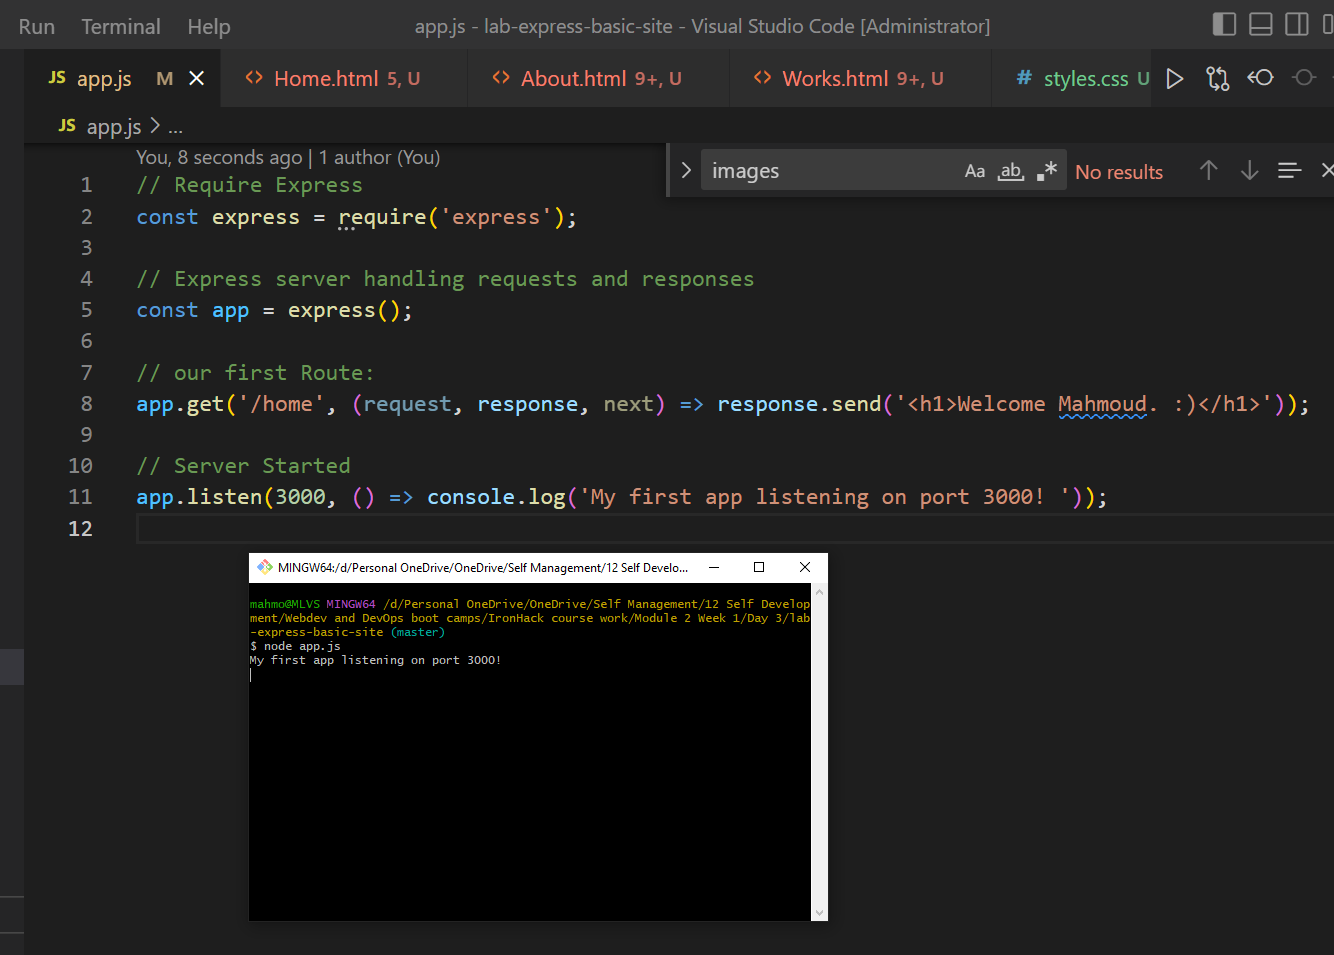 Run Terminal Help app.js - lab-express-basic-site - Visual Studio Code [Administrator]
JS app.js M Home.html 5, U About.html 9+, U Works.html 9+, U # styles.css U
JS app.js > ...
You, 8 seconds ago | 1 author (You)
images Aa ab .* No results
1 // Require Express
2 const express = require('express');
3
4 // Express server handling requests and responses
5 const app = express();
6
7 // our first Route:
8 app.get('/home', (request, response, next) => response.send('<h1>Welcome Mahmoud. :)</h1>'));
9
10 // Server Started
11 app.listen(3000, () => console.log('My first app listening on port 3000! '));
12
MINGW64:/d/Personal OneDrive/OneDrive/Self Management/12 Self Develo...
mahmo@MLVS MINGW64 /d/Personal OneDrive/OneDrive/Self Management/12 Self Develop
ment/Webdev and DevOps boot camps/IronHack course work/Module 2 Week 1/Day 3/lab
-express-basic-site (master)
$ node app.js
My first app listening on port 3000!